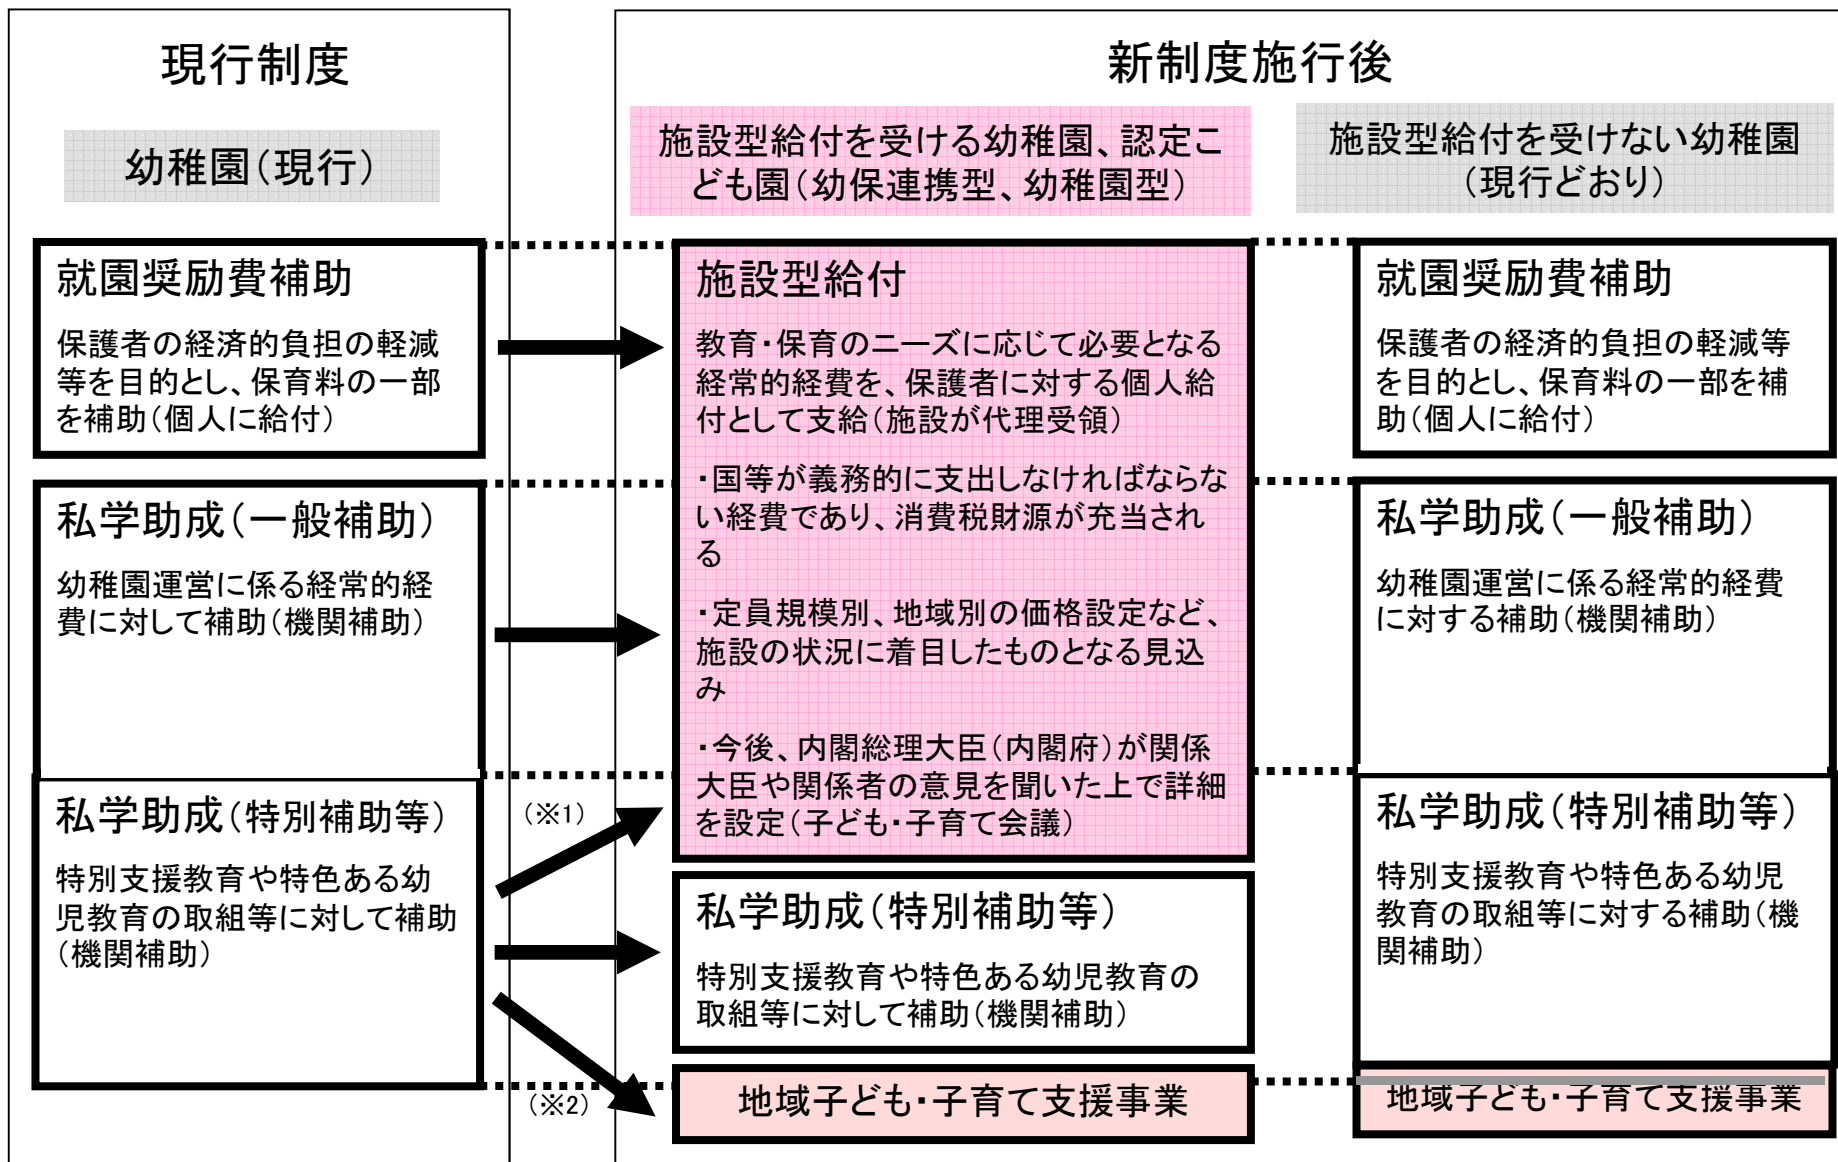 現行制度
幼稚園(現行)
就園奨励費補助
保護者の経済的負担の軽減
等を目的とし、保育料の一部
を補助(個人に給付)
私学助成(一般補助)
幼稚園運営に係る経常的経
費に対して補助(機関補助)
私学助成(特別補助等)
特別支援教育や特色ある幼
児教育の取組等に対して補助
(機関補助)
(※1)
(※2)
新制度施行後
施設型給付を受ける幼稚園、認定こ
ども園(幼保連携型、幼稚園型)
施設型給付
教育・保育のニーズに応じて必要となる
経常的経費を、保護者に対する個人給
付として支給(施設が代理受領)
・国等が義務的に支出しなければならな
い経費であり、消費税財源が充当され
る
・定員規模別、地域別の価格設定など、
施設の状況に着目したものとなる見込
み
・今後、内閣総理大臣(内閣府)が関係
大臣や関係者の意見を聞いた上で詳細
を設定(子ども・子育て会議)
私学助成(特別補助等)
特別支援教育や特色ある幼児教育の
取組等に対して補助(機関補助)
地域子ども・子育て支援事業
施設型給付を受けない幼稚園
(現行どおり)
就園奨励費補助
保護者の経済的負担の軽減等
を目的とし、保育料の一部を補
助(個人に給付)
私学助成(一般補助)
幼稚園運営に係る経常的経費
に対する補助(機関補助)
私学助成(特別補助等)
特別支援教育や特色ある幼児
教育の取組等に対する補助(機
関補助)
地域子ども・子育て支援事業